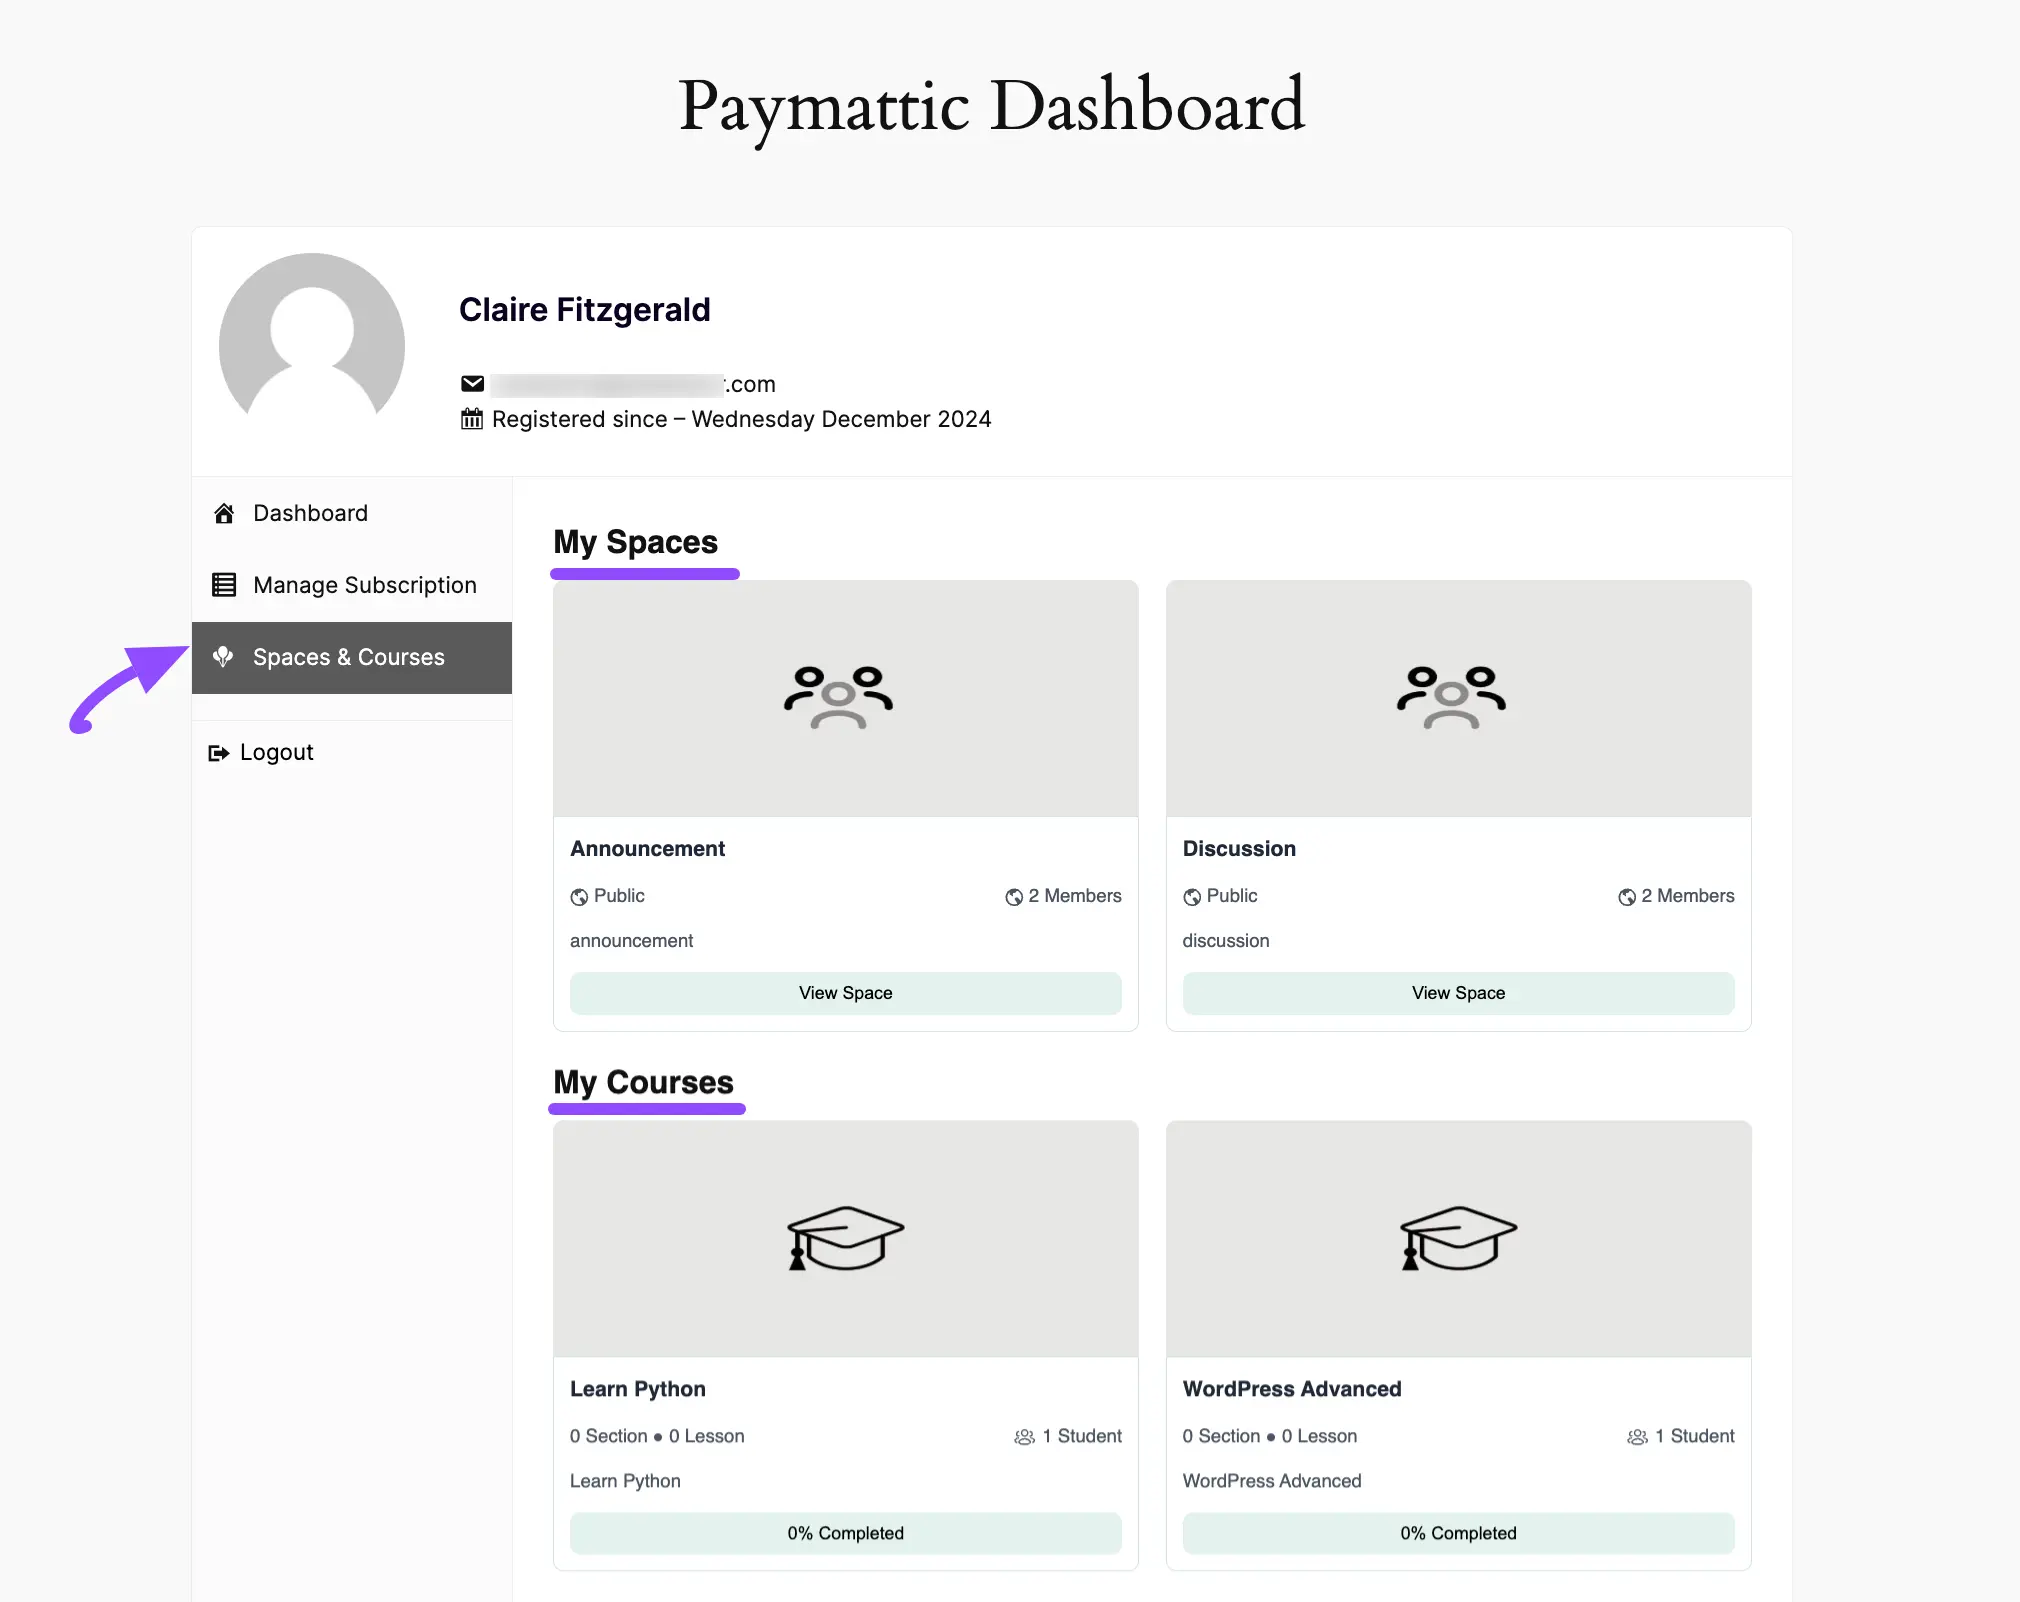 Paymattic Dashboard
Claire Fitzgerald
.com
Registered since – Wednesday December 2024
Dashboard
Manage Subscription
Spaces & Courses
Logout
My Spaces
Announcement
Public 2 Members
announcement
View Space
Discussion
Public 2 Members
discussion
View Space
My Courses
Learn Python
0 Section • 0 Lesson 1 Student
Learn Python
0% Completed
WordPress Advanced
0 Section • 0 Lesson 1 Student
WordPress Advanced
0% Completed